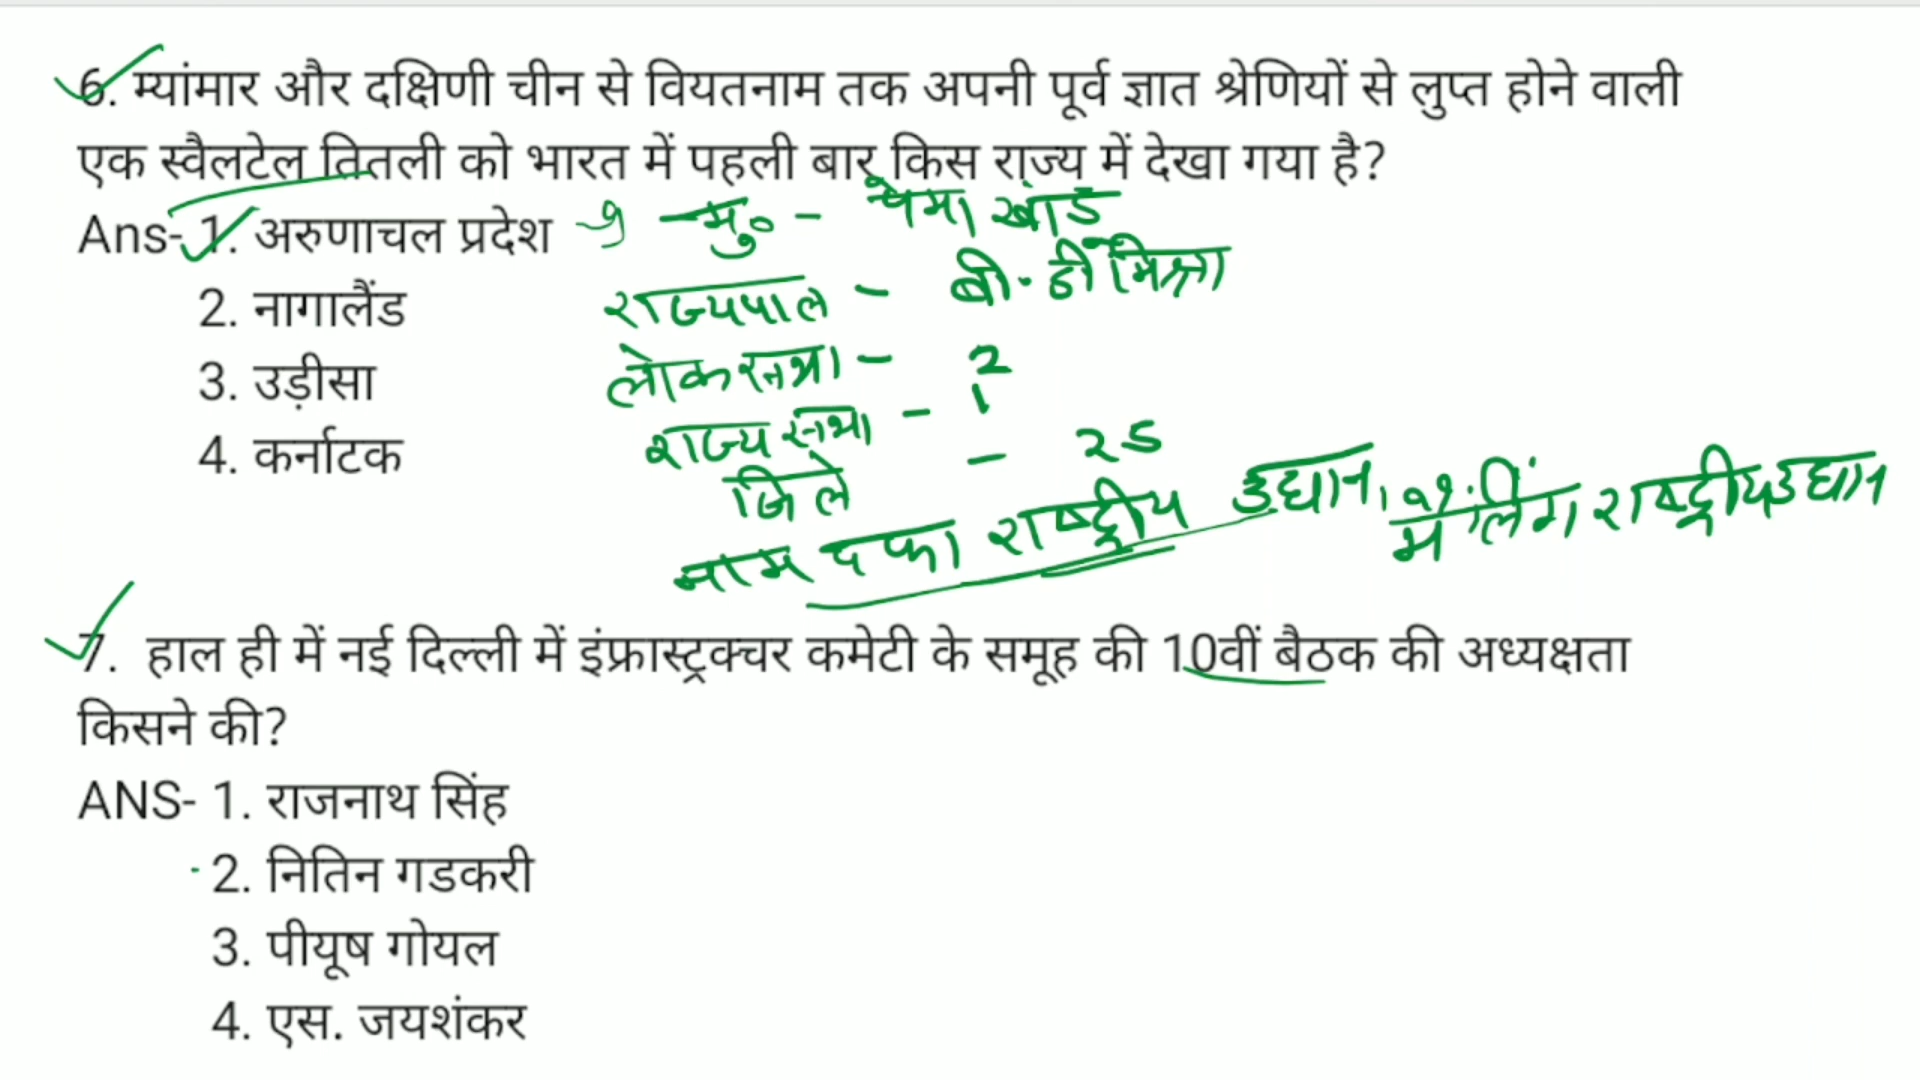 6. म्यांमार और दक्षिणी चीन से वियतनाम तक अपनी पूर्व ज्ञात श्रेणियों से लुप्त होने वाली
एक स्वैलटेल तितली को भारत में पहली बार किस राज्य में देखा गया है?
Ans- 1. अरुणाचल प्रदेश → मु० - पेमा खांडू
2. नागालैंड राज्यपाल - बी. डी मिश्रा
3. उड़ीसा लोकसभा - 2
4. कर्नाटक राज्य सभा - 1
जिले - 25
नामदफा राष्ट्रीय उद्यान, मोलिंग राष्ट्रीय उद्यान
7. हाल ही में नई दिल्ली में इंफ्रास्ट्रक्चर कमेटी के समूह की 10वीं बैठक की अध्यक्षता
किसने की?
ANS- 1. राजनाथ सिंह
2. नितिन गडकरी
3. पीयूष गोयल
4. एस. जयशंकर